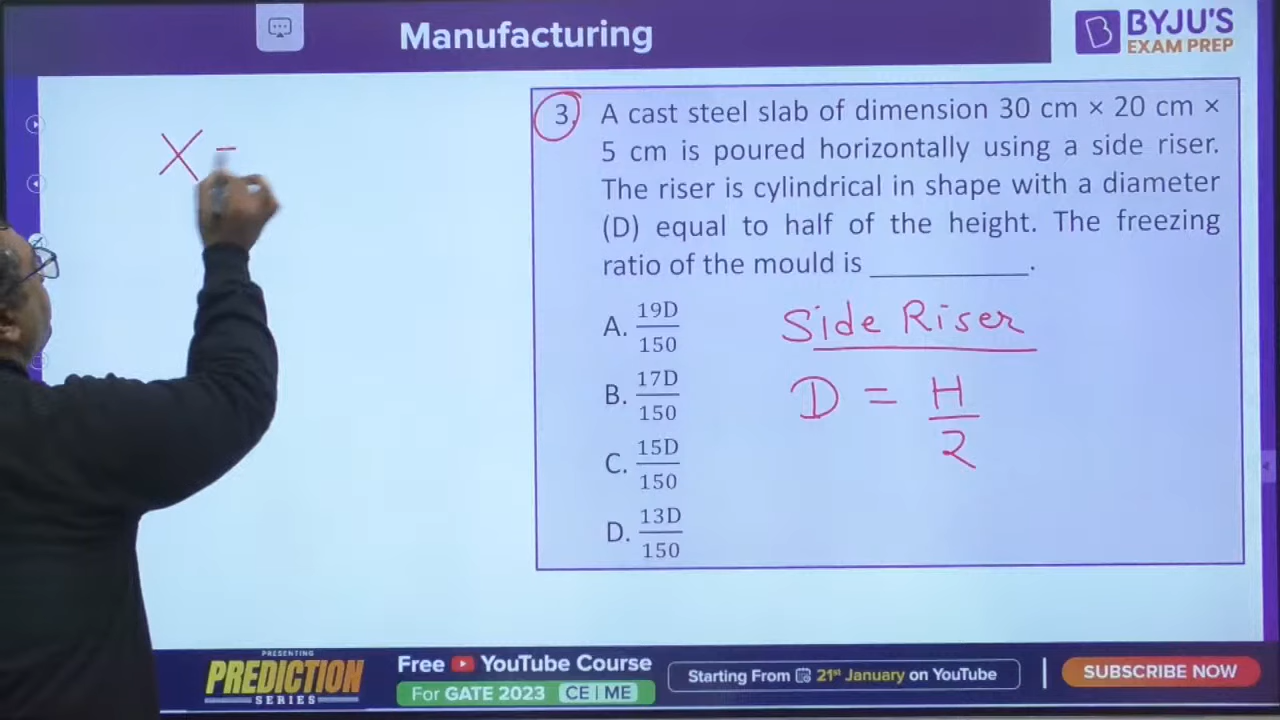 Manufacturing
BYJU'S
EXAM PREP
X =
3. A cast steel slab of dimension 30 cm × 20 cm ×
5 cm is poured horizontally using a side riser.
The riser is cylindrical in shape with a diameter
(D) equal to half of the height. The freezing
ratio of the mould is ____________.
A. 19D/150
B. 17D/150
C. 15D/150
D. 13D/150
Side Riser
D = H/2
PRESENTING
PREDICTION
SERIES
Free YouTube Course
For GATE 2023 CE | ME
Starting From 21st January on YouTube
SUBSCRIBE NOW